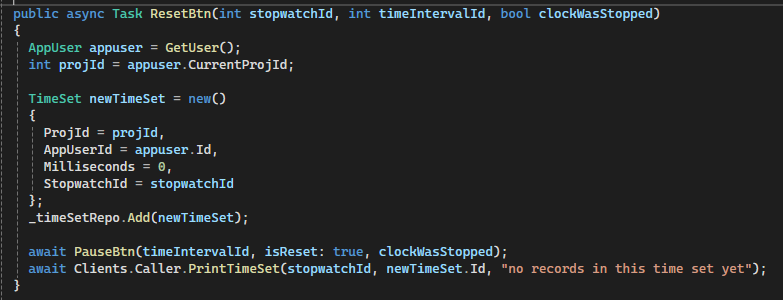 public async Task ResetBtn(int stopwatchId, int timeIntervalId, bool clockWasStopped)
{
AppUser appuser = GetUser();
int projId = appuser.CurrentProjId;
TimeSet newTimeSet = new()
{
ProjId = projId,
AppUserId = appuser.Id,
Milliseconds = 0,
StopwatchId = stopwatchId
};
_timeSetRepo.Add(newTimeSet);
await PauseBtn(timeIntervalId, isReset: true, clockWasStopped);
await Clients.Caller.PrintTimeSet(stopwatchId, newTimeSet.Id, "no records in this time set yet");
}